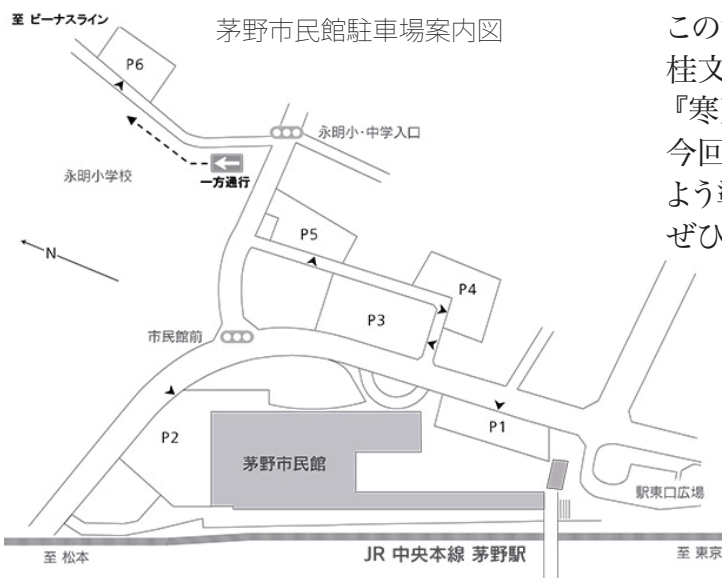 至 ビーナスライン
茅野市民館駐車場案内図
P6
永明小・中学入口
永明小学校
一方通行
N
P5
P4
P3
市民館前
P1
P2
茅野市民館
駅東口広場
至 松本
JR 中央本線 茅野駅
至 東京
この
桂文
『寒
今回
よう
ぜひ